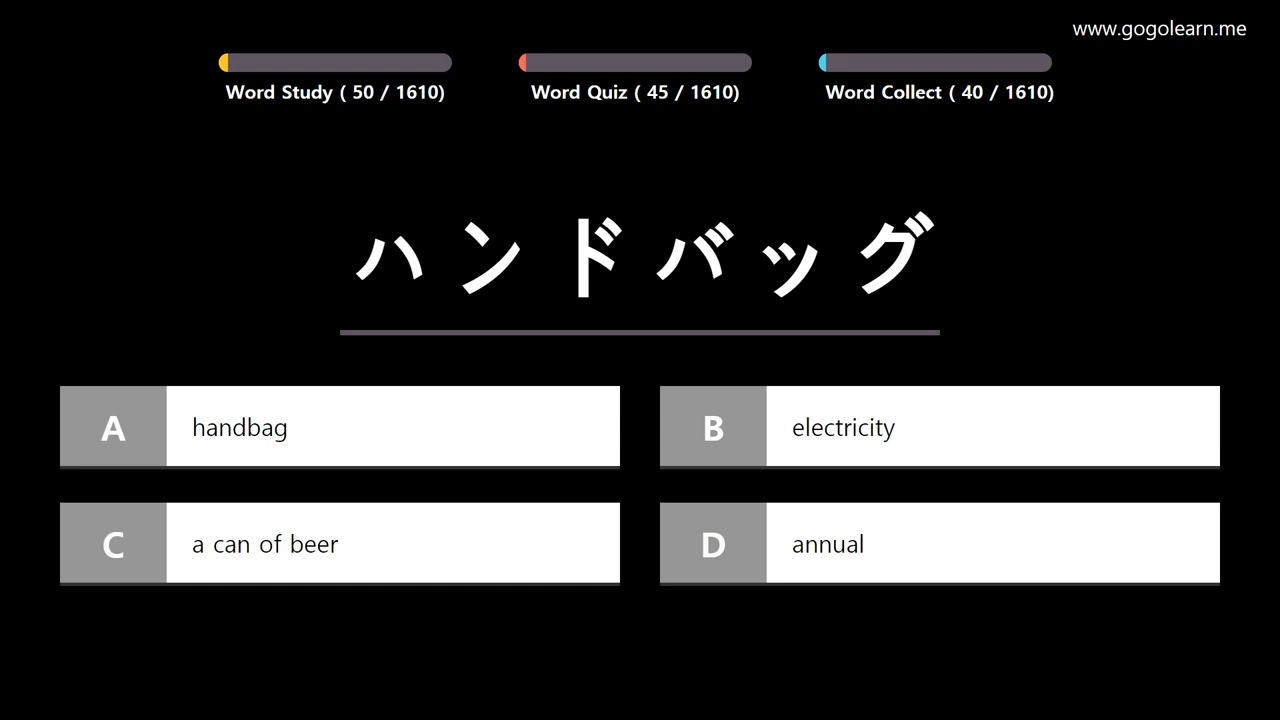 www.gogolearn.me
Word Study ( 50 / 1610)
Word Quiz ( 45 / 1610)
Word Collect ( 40 / 1610)
ハンドバッグ
A
handbag
B
electricity
C
a can of beer
D
annual